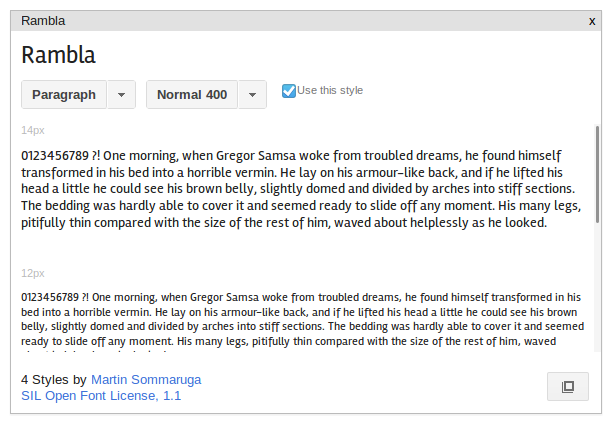 Rambla x
Rambla
Paragraph Normal 400 Use this style
14px
0123456789 ?! One morning, when Gregor Samsa woke from troubled dreams, he found himself
transformed in his bed into a horrible vermin. He lay on his armour–like back, and if he lifted his
head a little he could see his brown belly, slightly domed and divided by arches into stiff sections.
The bedding was hardly able to cover it and seemed ready to slide off any moment. His many legs,
pitifully thin compared with the size of the rest of him, waved about helplessly as he looked.
12px
0123456789 ?! One morning, when Gregor Samsa woke from troubled dreams, he found himself transformed in his
bed into a horrible vermin. He lay on his armour–like back, and if he lifted his head a little he could see his brown
belly, slightly domed and divided by arches into stiff sections. The bedding was hardly able to cover it and seemed
ready to slide off any moment. His many legs, pitifully thin compared with the size of the rest of him, waved
4 Styles by Martin Sommaruga
SIL Open Font License, 1.1